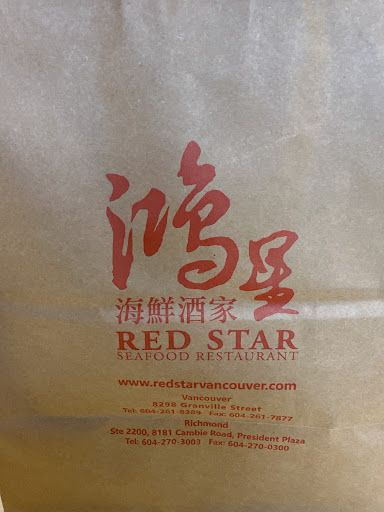 鴻星
海鮮酒家
RED STAR
SEAFOOD RESTAURANT
www.redstarvancouver.com
Vancouver
8298 Granville Street
Tel: 604-261-8389 Fax: 604-261-7877
Richmond
Ste 2200, 8181 Cambie Road, President Plaza
Tel: 604-270-3003 Fax: 604-270-0300